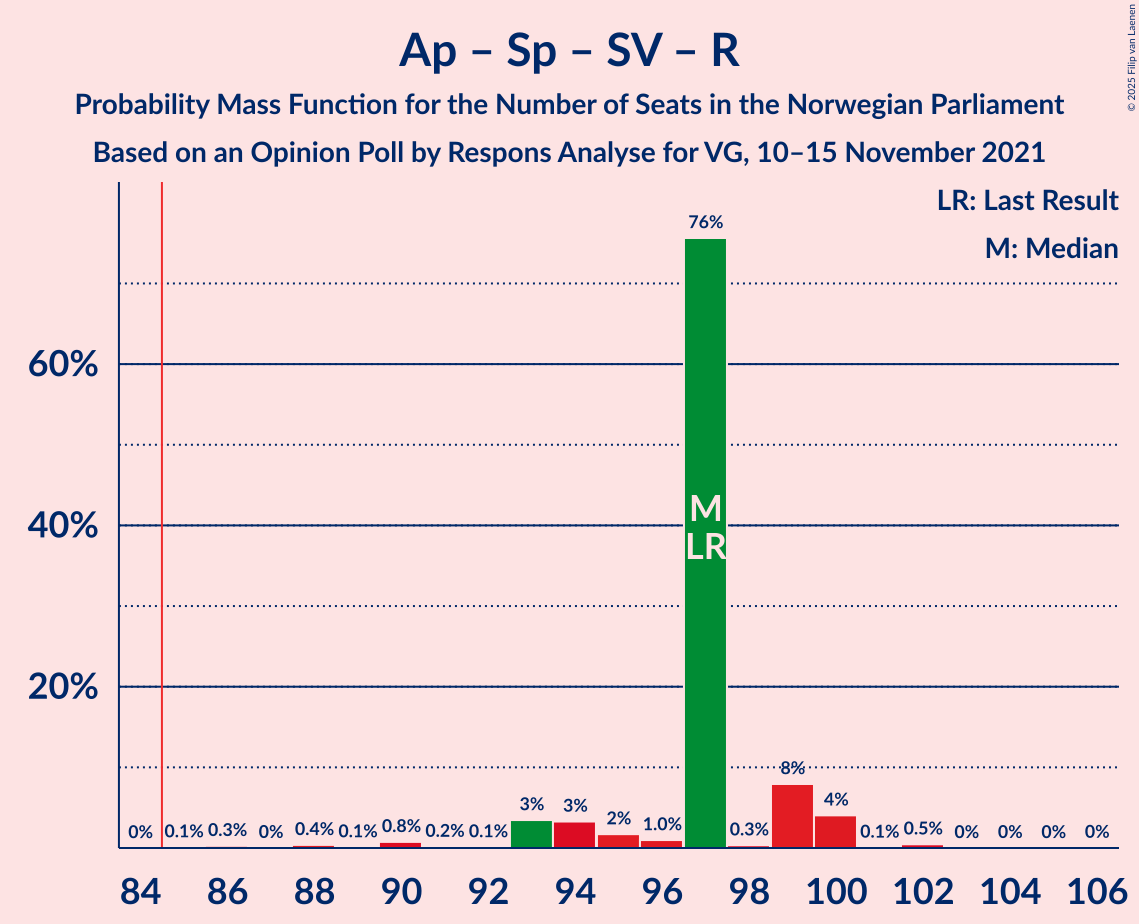 Ap – Sp – SV – R
Probability Mass Function for the Number of Seats in the Norwegian Parliament
Based on an Opinion Poll by Respons Analyse for VG, 10–15 November 2021
© 2025 Filip van Laenen
LR: Last Result
M: Median
60%
40%
20%
0%
0.1%
0.3%
0%
0.4%
0.1%
0.8%
0.2%
0.1%
3%
3%
2%
1.0%
76%
M
LR
0.3%
8%
4%
0.1%
0.5%
0%
0%
0%
0%
84 86 88 90 92 94 96 98 100 102 104 106